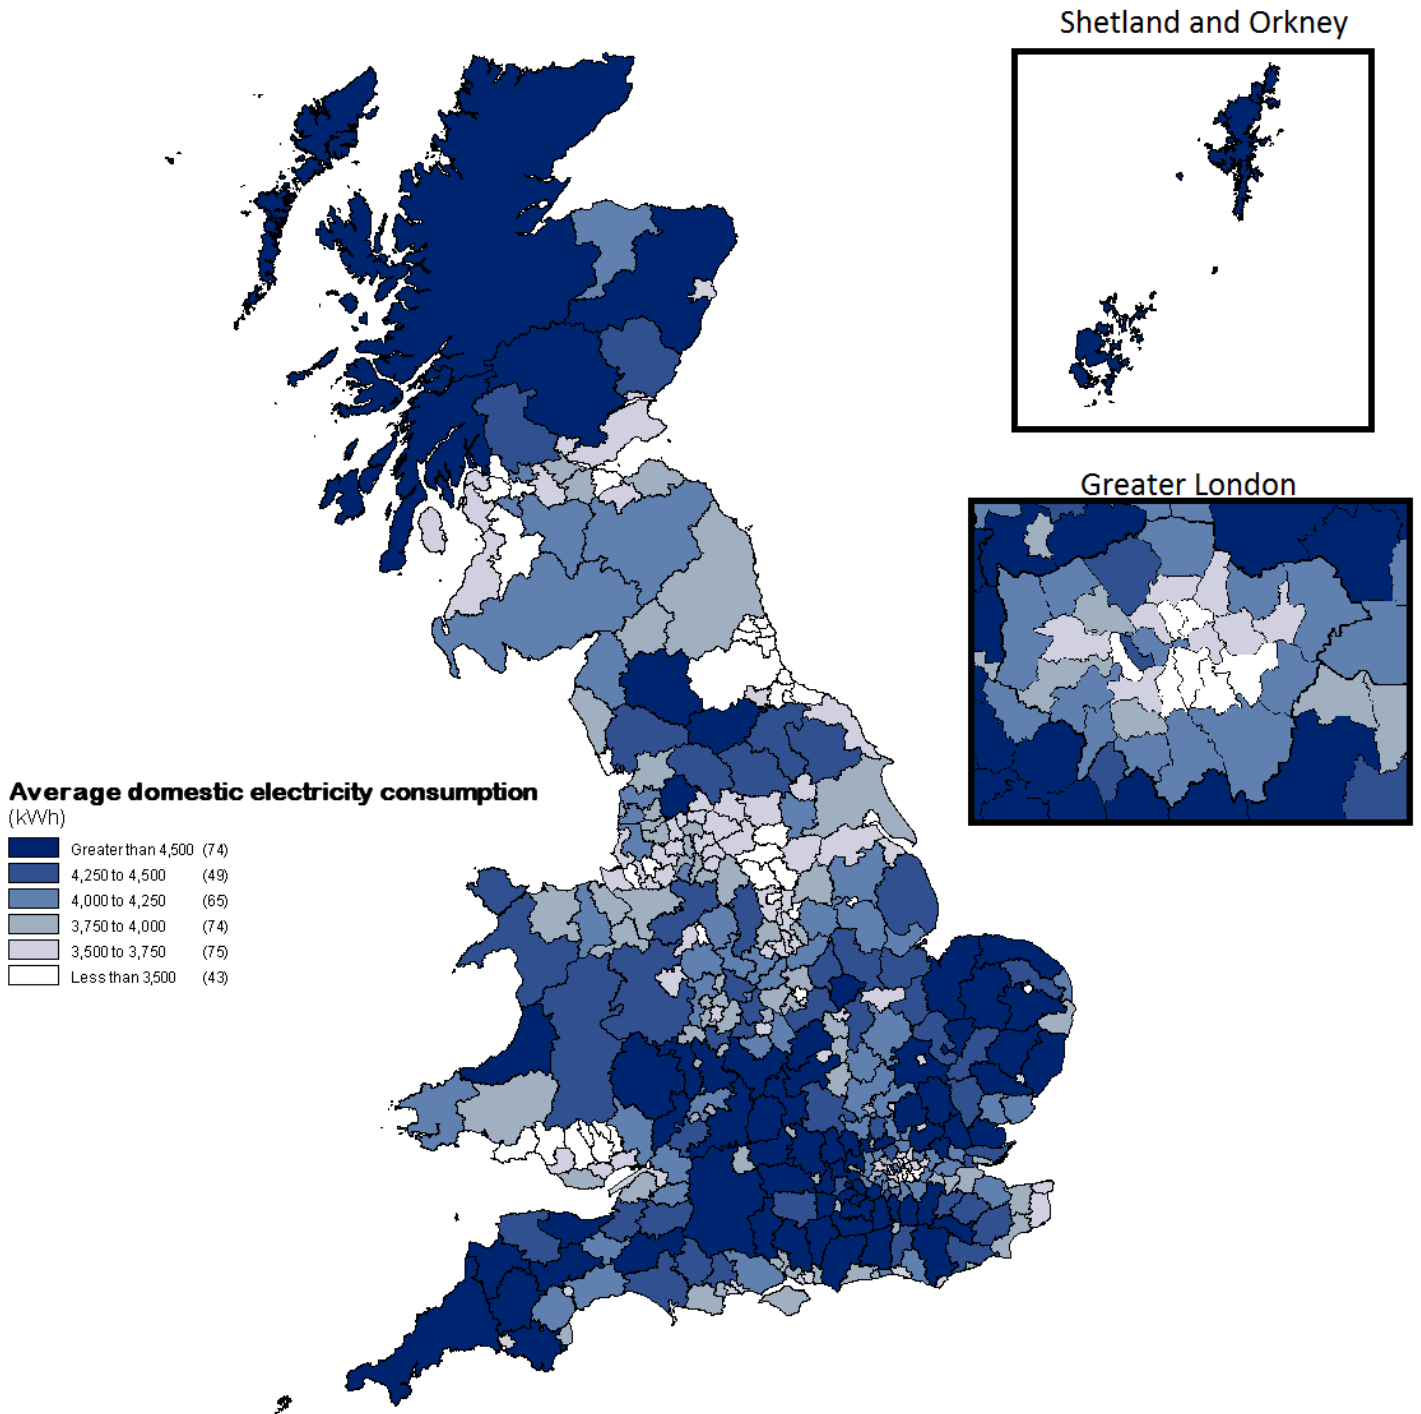 Shetland and Orkney
Greater London
Average domestic electricity consumption
(kWh)
Greater than 4,500 (74)
4,250 to 4,500 (49)
4,000 to 4,250 (65)
3,750 to 4,000 (74)
3,500 to 3,750 (75)
Less than 3,500 (43)